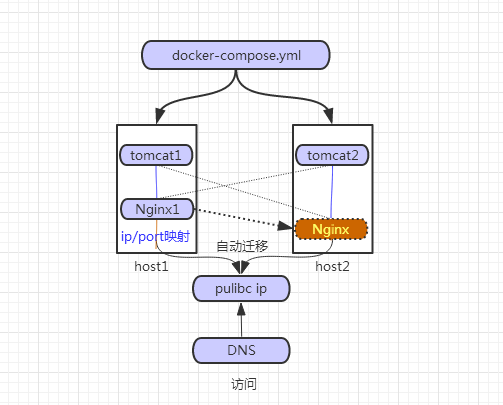 docker-compose.yml
tomcat1
tomcat2
Nginx1
Nginx
ip/port映射
自动迁移
host1
host2
pulibc ip
DNS
访问